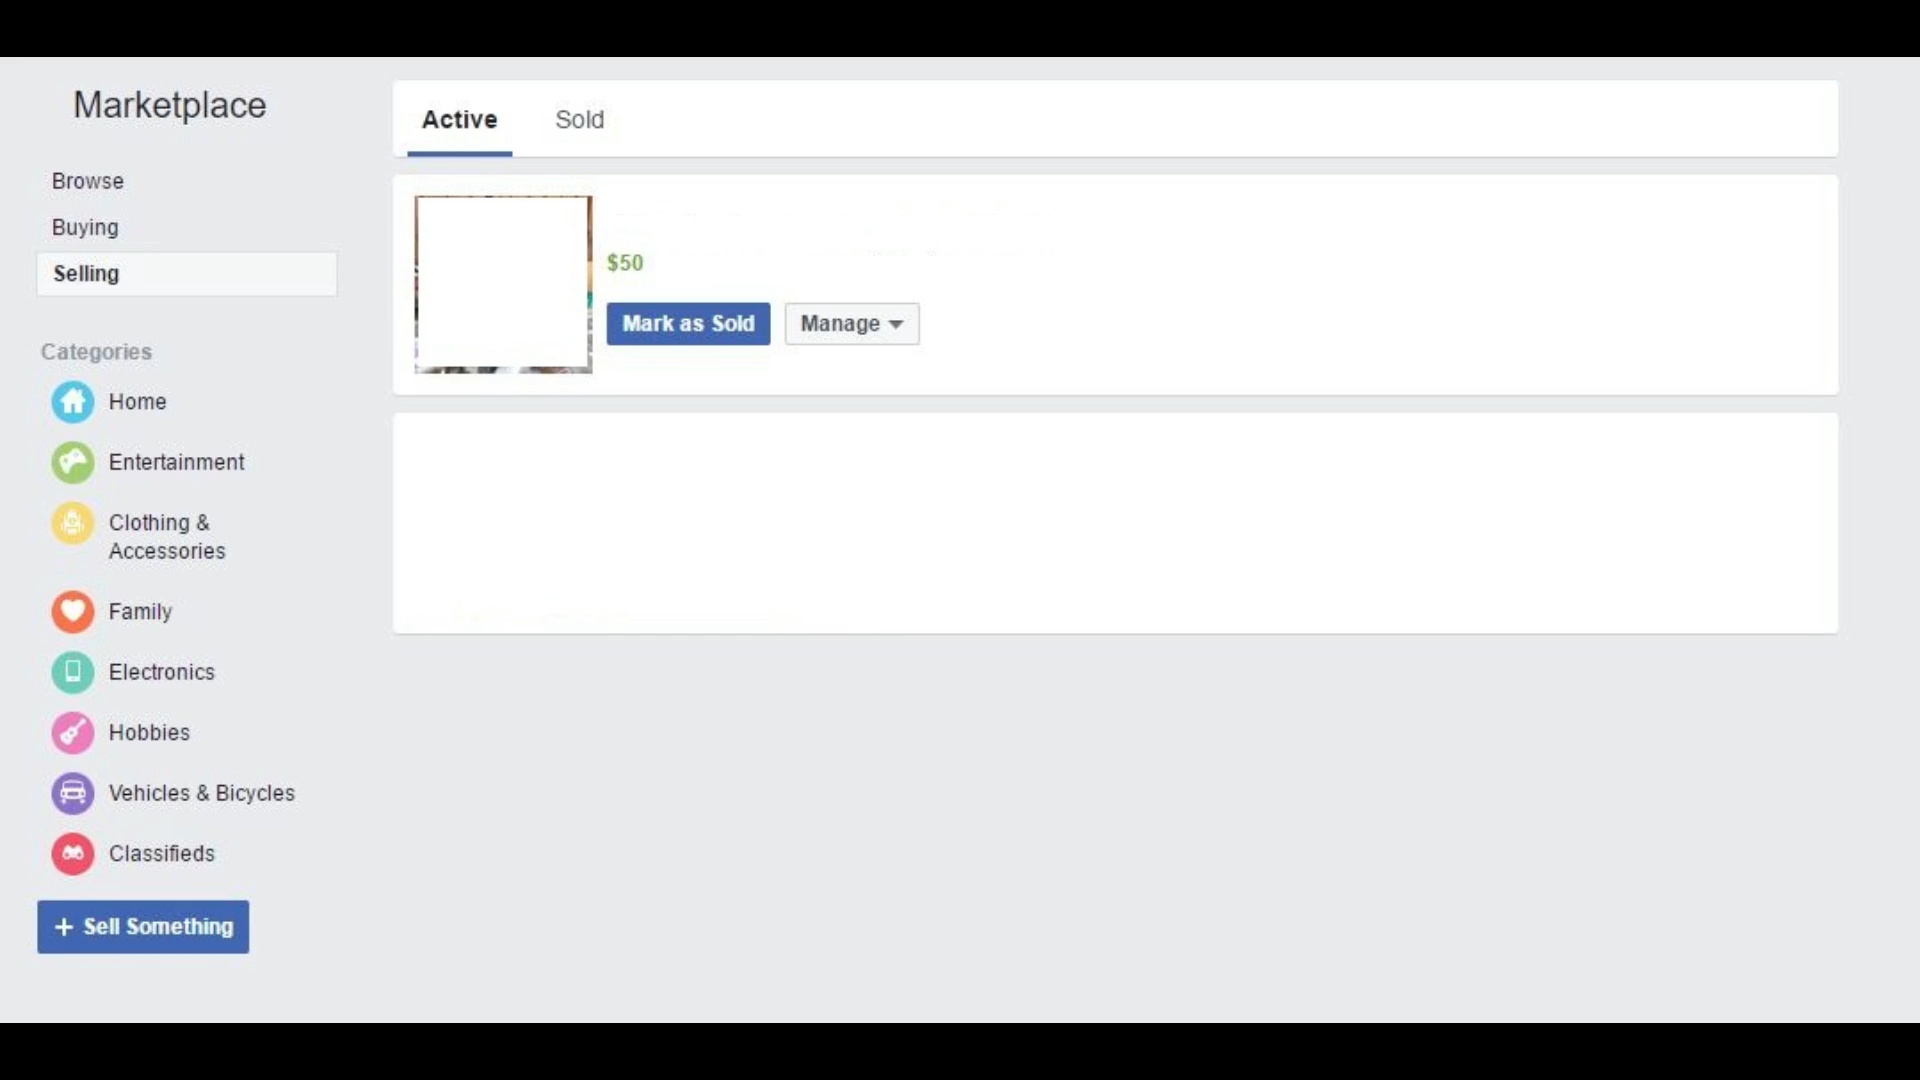 Marketplace
Browse
Buying
Selling
Categories
Home
Entertainment
Clothing &
Accessories
Family
Electronics
Hobbies
Vehicles & Bicycles
Classifieds
+ Sell Something
Active Sold
$50
Mark as Sold Manage